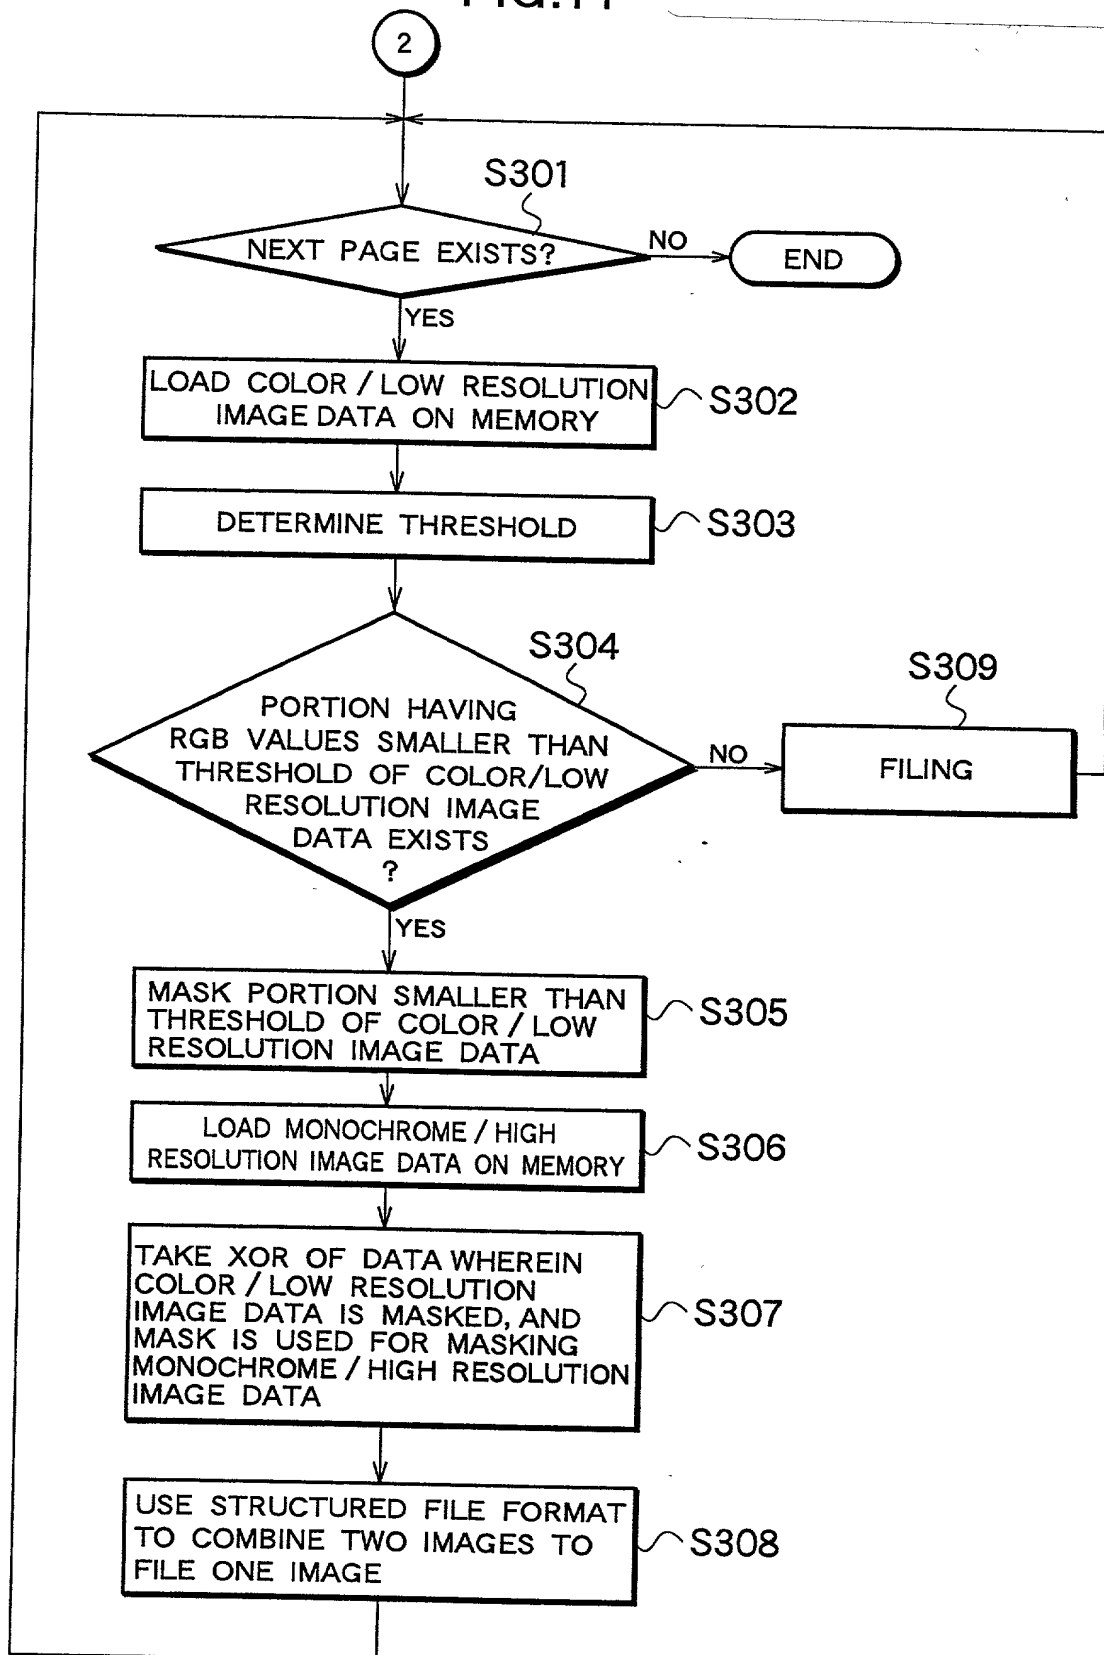 FIG.11
2
S301
NEXT PAGE EXISTS?
NO
END
YES
LOAD COLOR / LOW RESOLUTION
IMAGE DATA ON MEMORY
S302
DETERMINE THRESHOLD
S303
S304
PORTION HAVING
RGB VALUES SMALLER THAN
THRESHOLD OF COLOR/LOW
RESOLUTION IMAGE
DATA EXISTS
?
NO
S309
FILING
YES
MASK PORTION SMALLER THAN
THRESHOLD OF COLOR / LOW
RESOLUTION IMAGE DATA
S305
LOAD MONOCHROME / HIGH
RESOLUTION IMAGE DATA ON MEMORY
S306
TAKE XOR OF DATA WHEREIN
COLOR / LOW RESOLUTION
IMAGE DATA IS MASKED, AND
MASK IS USED FOR MASKING
MONOCHROME / HIGH RESOLUTION
IMAGE DATA
S307
USE STRUCTURED FILE FORMAT
TO COMBINE TWO IMAGES TO
FILE ONE IMAGE
S308